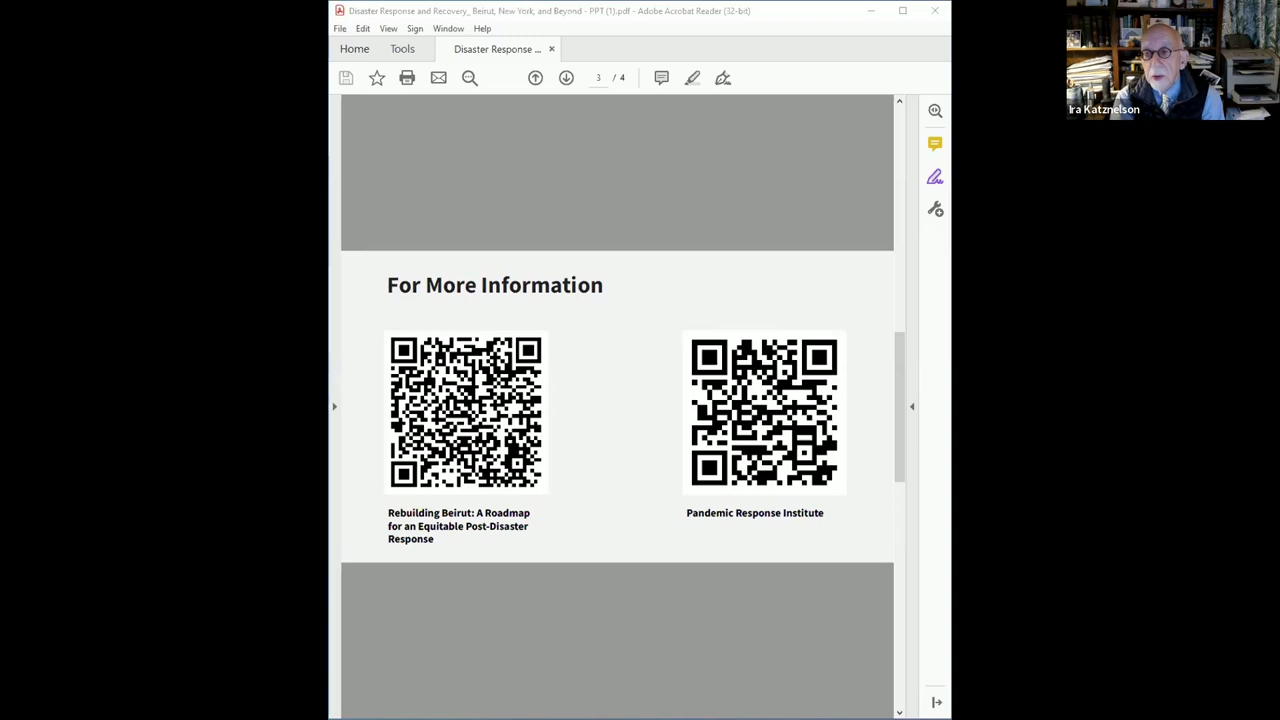 Disaster Response and Recovery_ Beirut, New York, and Beyond - PPT (1).pdf - Adobe Acrobat Reader (32-bit)
File Edit View Sign Window Help
Home Tools Disaster Response ... ×
3 / 4
Ira Katznelson
For More Information
Rebuilding Beirut: A Roadmap
for an Equitable Post-Disaster
Response
Pandemic Response Institute